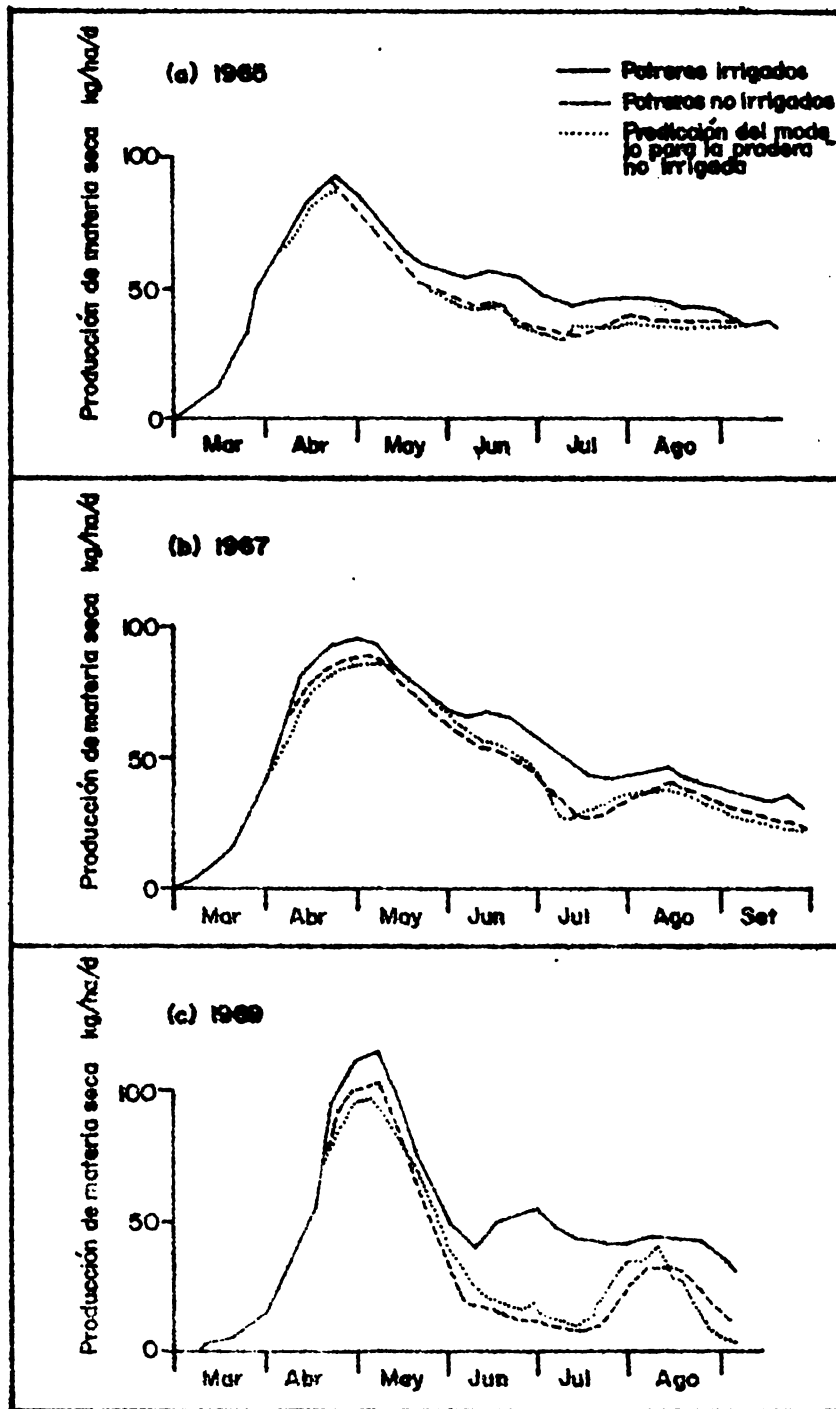 (a) 1965
Potreros irrigados
Potreros no irrigados
Predicción del mode_
lo para la pradera
no irrigada
Producción de materia seca kg/ha/d
100
50
0
Mar Abr May Jun Jul Ago
(b) 1967
Producción de materia seca kg/ha/d
100
50
0
Mar Abr May Jun Jul Ago Set
(c) 1969
Producción de materia seca kg/ha/d
100
50
0
Mar Abr May Jun Jul Ago